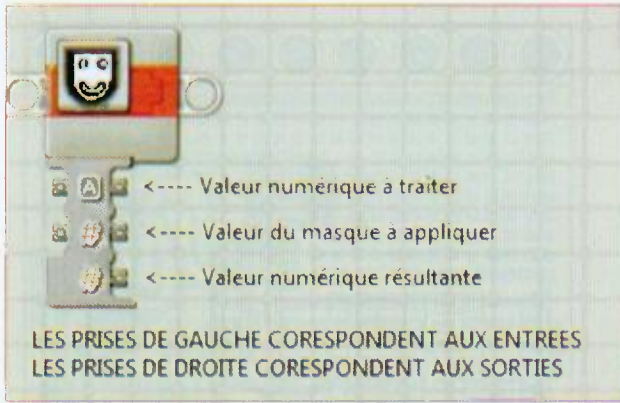 A <---- Valeur numérique à traiter
# <---- Valeur du masque à appliquer
# <---- Valeur numérique résultante
LES PRISES DE GAUCHE CORESPONDENT AUX ENTREES
LES PRISES DE DROITE CORESPONDENT AUX SORTIES